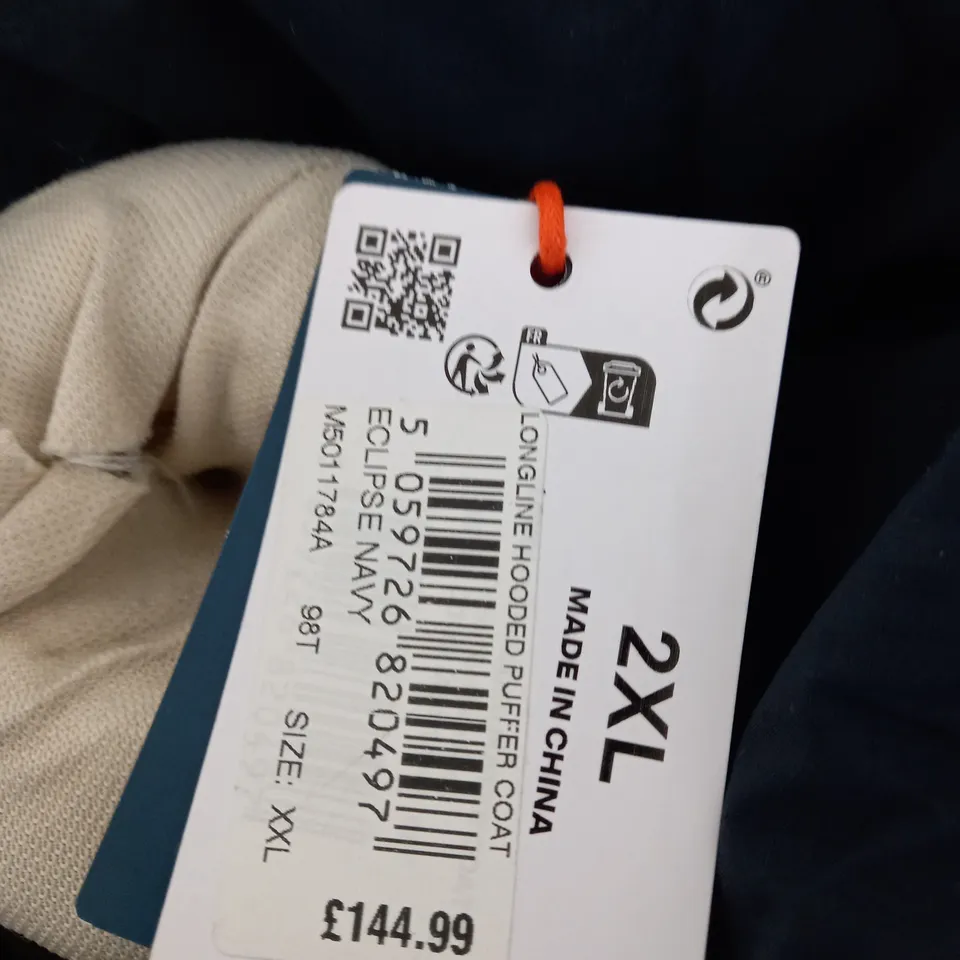 ®
FR
2XL
MADE IN CHINA
LONGLINE HOODED PUFFER COAT
5 059726 820497
ECLIPSE NAVY
M5011784A 98T SIZE: XXL
£144.99